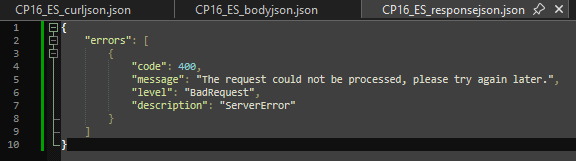 CP16_ES_curljson.json CP16_ES_bodyjson.json CP16_ES_responsejson.json
1 {
2 "errors": [
3 {
4 "code": 400,
5 "message": "The request could not be processed, please try again later.",
6 "level": "BadRequest",
7 "description": "ServerError"
8 }
9 ]
10 }